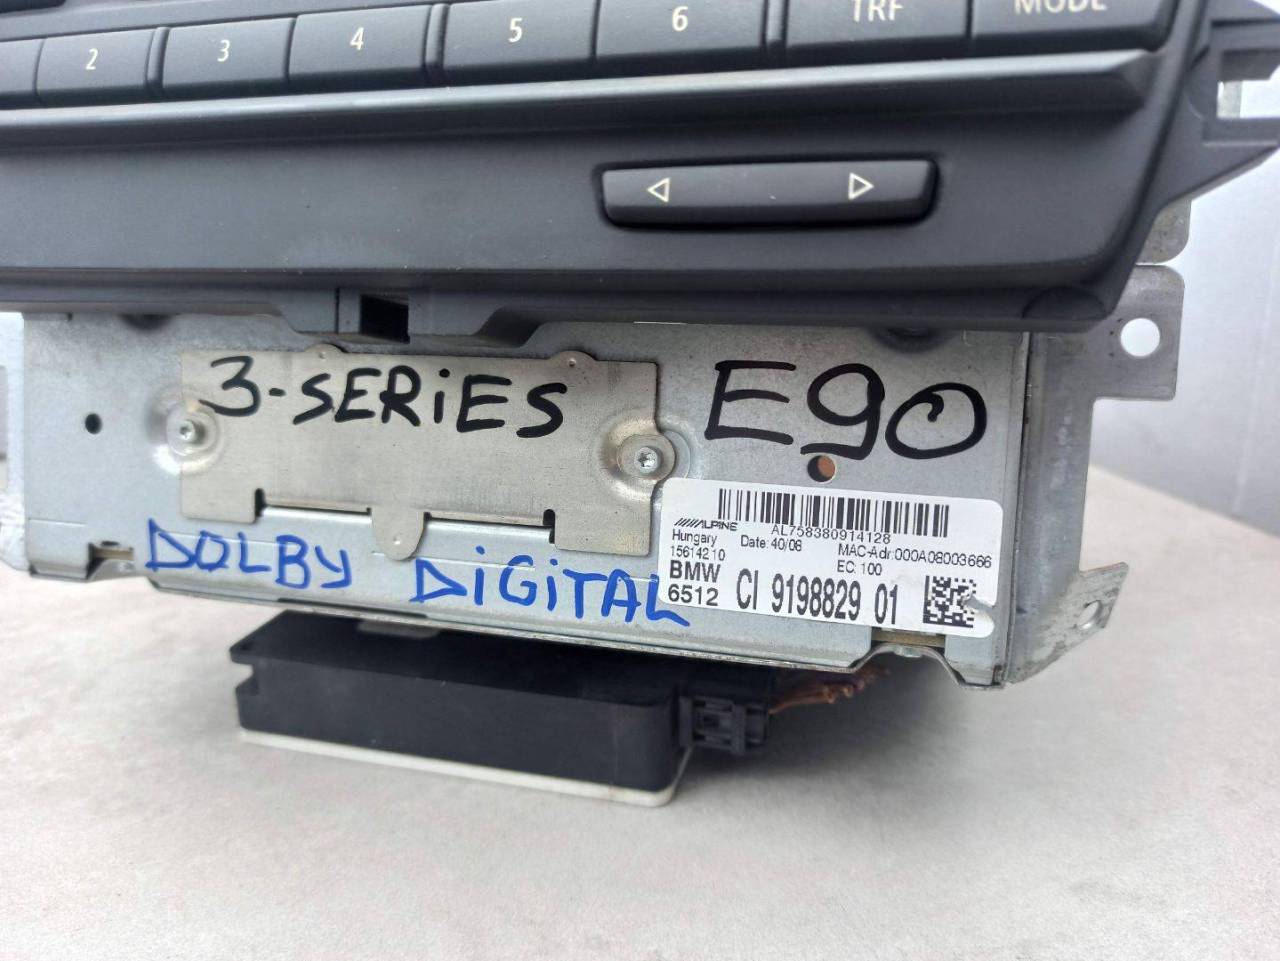 2 3 4 5 6 TRF MODE
◁ ▷
3-SERiES E90
DOLBY DiGiTAL
ALPINE AL758380914128
Hungary Date: 40/08 MAC-Adr:000A08003666
15614210 EC: 100
BMW
6512 CI 9198829 01